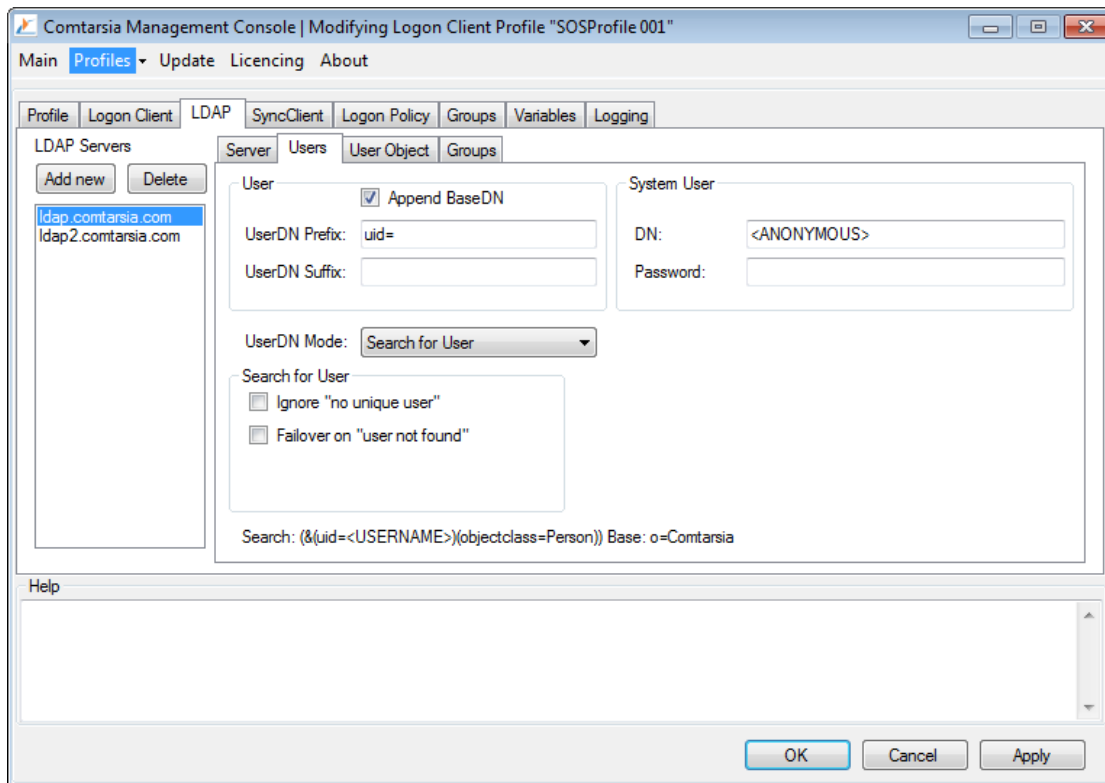 Comtarsia Management Console | Modifying Logon Client Profile "SOSProfile 001"
Main Profiles Update Licencing About
Profile Logon Client LDAP SyncClient Logon Policy Groups Variables Logging
LDAP Servers
Add new Delete
ldap.comtarsia.com
ldap2.comtarsia.com
Server Users User Object Groups
User
Append BaseDN
UserDN Prefix: uid=
UserDN Suffix:
System User
DN: <ANONYMOUS>
Password:
UserDN Mode: Search for User
Search for User
Ignore "no unique user"
Failover on "user not found"
Search: (&(uid=<USERNAME>)(objectclass=Person)) Base: o=Comtarsia
Help
OK Cancel Apply